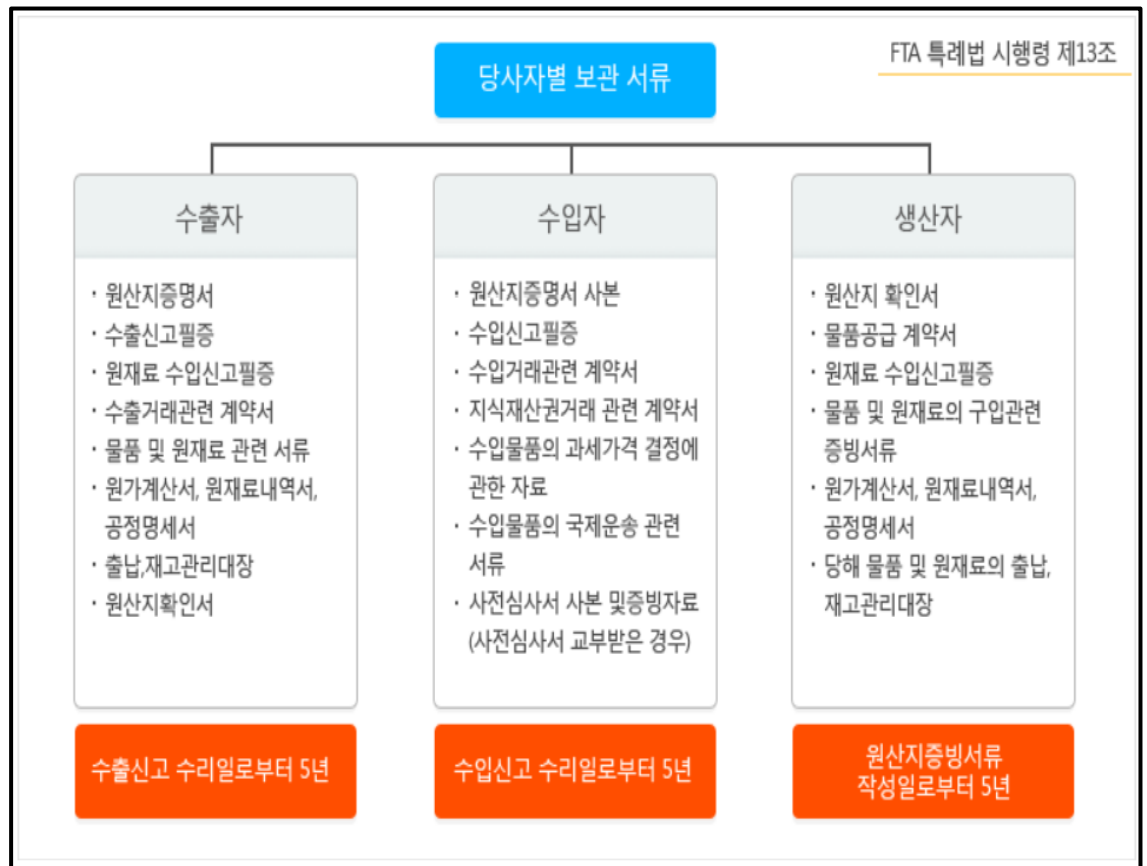 FTA 특례법 시행령 제13조
당사자별 보관 서류
수출자
· 원산지증명서
· 수출신고필증
· 원재료 수입신고필증
· 수출거래관련 계약서
· 물품 및 원재료 관련 서류
· 원가계산서, 원재료내역서,
공정명세서
· 출납,재고관리대장
· 원산지확인서
수출신고 수리일로부터 5년
수입자
· 원산지증명서 사본
· 수입신고필증
· 수입거래관련 계약서
· 지식재산권거래 관련 계약서
· 수입물품의 과세가격 결정에
관한 자료
· 수입물품의 국제운송 관련
서류
· 사전심사서 사본 및증빙자료
(사전심사서 교부받은 경우)
수입신고 수리일로부터 5년
생산자
· 원산지 확인서
· 물품공급 계약서
· 원재료 수입신고필증
· 물품 및 원재료의 구입관련
증빙서류
· 원가계산서, 원재료내역서,
공정명세서
· 당해 물품 및 원재료의 출납,
재고관리대장
원산지증빙서류
작성일로부터 5년